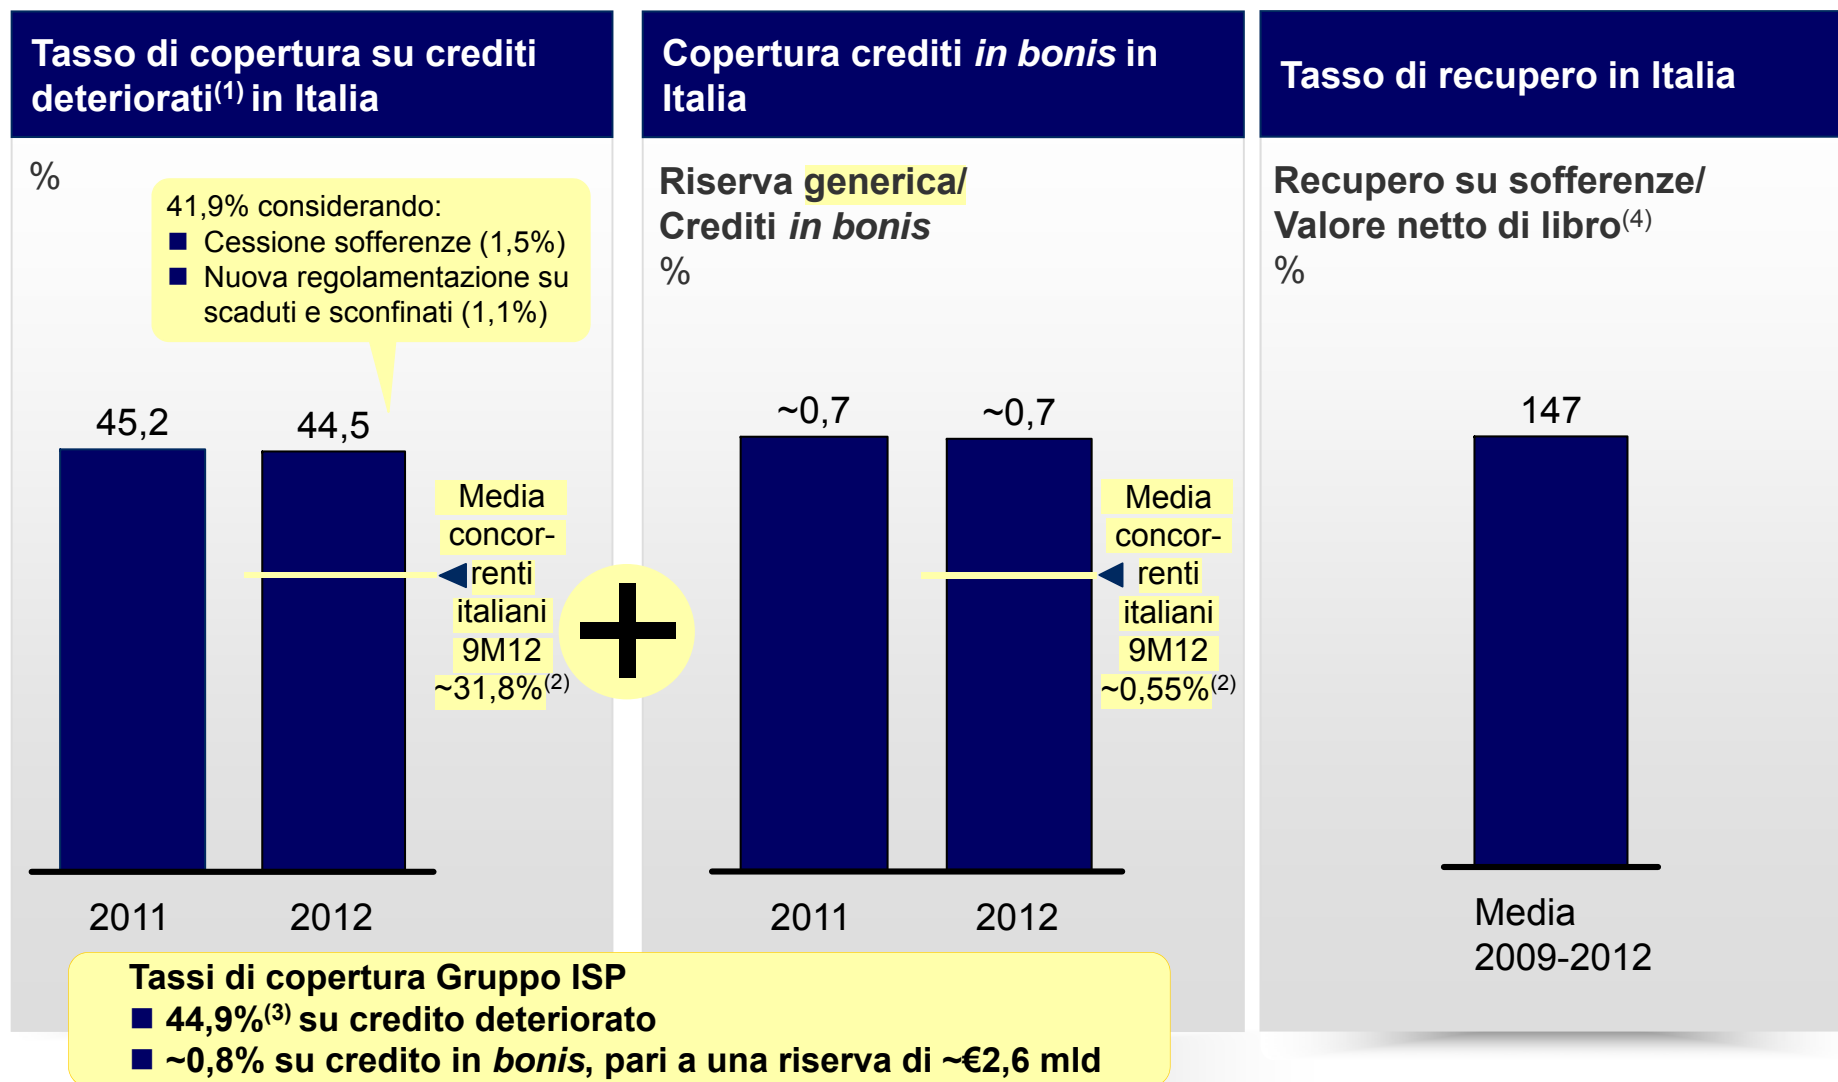 Tasso di copertura su crediti
deteriorati(1) in Italia
%
41,9% considerando:
■ Cessione sofferenze (1,5%)
■ Nuova regolamentazione su
scaduti e sconfinati (1,1%)
45,2
44,5
Media
concor-
renti
italiani
9M12
~31,8%(2)
2011
2012
Copertura crediti in bonis in
Italia
Riserva generica/
Crediti in bonis
%
~0,7
~0,7
Media
concor-
renti
italiani
9M12
~0,55%(2)
2011
2012
Tasso di recupero in Italia
Recupero su sofferenze/
Valore netto di libro(4)
%
147
Media
2009-2012
Tassi di copertura Gruppo ISP
■ 44,9%(3) su credito deteriorato
■ ~0,8% su credito in bonis, pari a una riserva di ~€2,6 mld